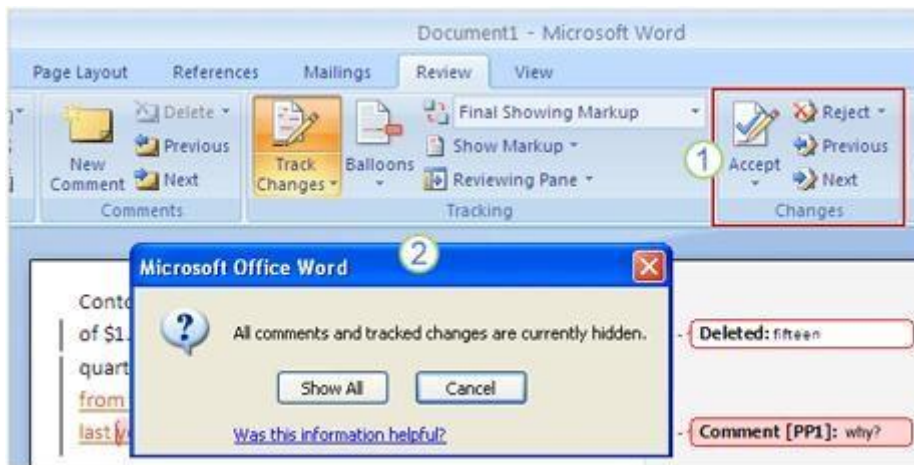 Document1 - Microsoft Word
Page Layout References Mailings Review View
New Comment
Delete
Previous
Next
Comments
Track Changes
Balloons
Final Showing Markup
Show Markup
Reviewing Pane
Tracking
1
Accept
Reject
Previous
Next
Changes
2
Microsoft Office Word
All comments and tracked changes are currently hidden.
Show All Cancel
Was this information helpful?
of $1.
quart
from
last
Deleted: fifteen
Comment [PP1]: why?